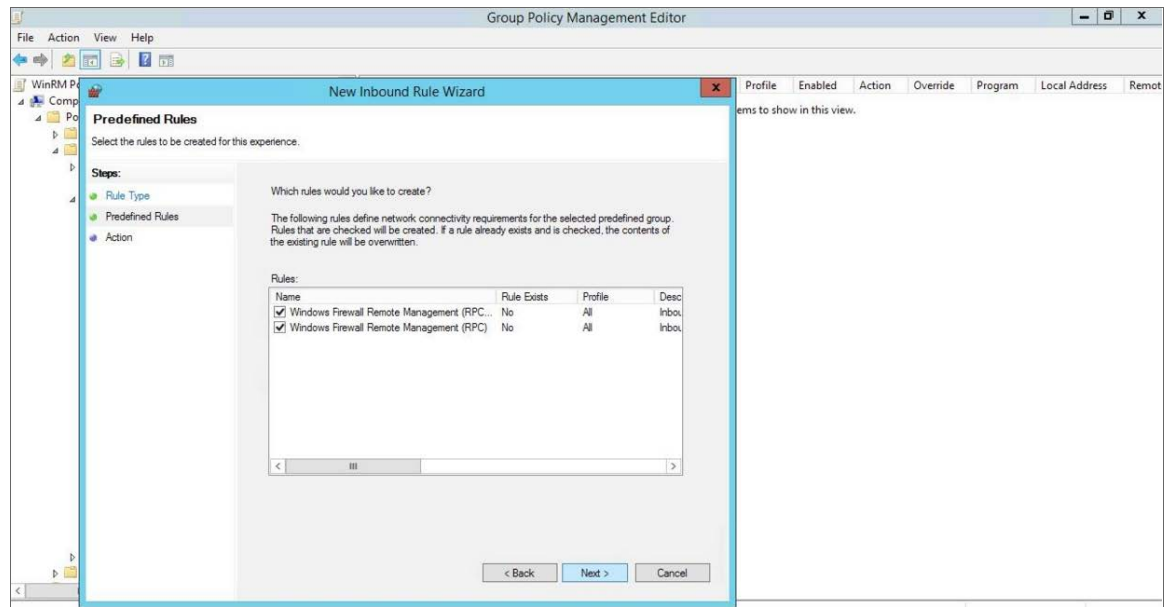 Group Policy Management Editor
File Action View Help
WinRM Po
Comp
Po
New Inbound Rule Wizard
Profile Enabled Action Override Program Local Address Remot
ems to show in this view.
Predefined Rules
Select the rules to be created for this experience.
Steps:
Rule Type
Predefined Rules
Action
Which rules would you like to create?
The following rules define network connectivity requirements for the selected predefined group.
Rules that are checked will be created. If a rule already exists and is checked, the contents of
the existing rule will be overwritten.
Rules:
Name Rule Exists Profile Desc
Windows Firewall Remote Management (RPC... No All Inbou
Windows Firewall Remote Management (RPC) No All Inbou
< Back Next > Cancel